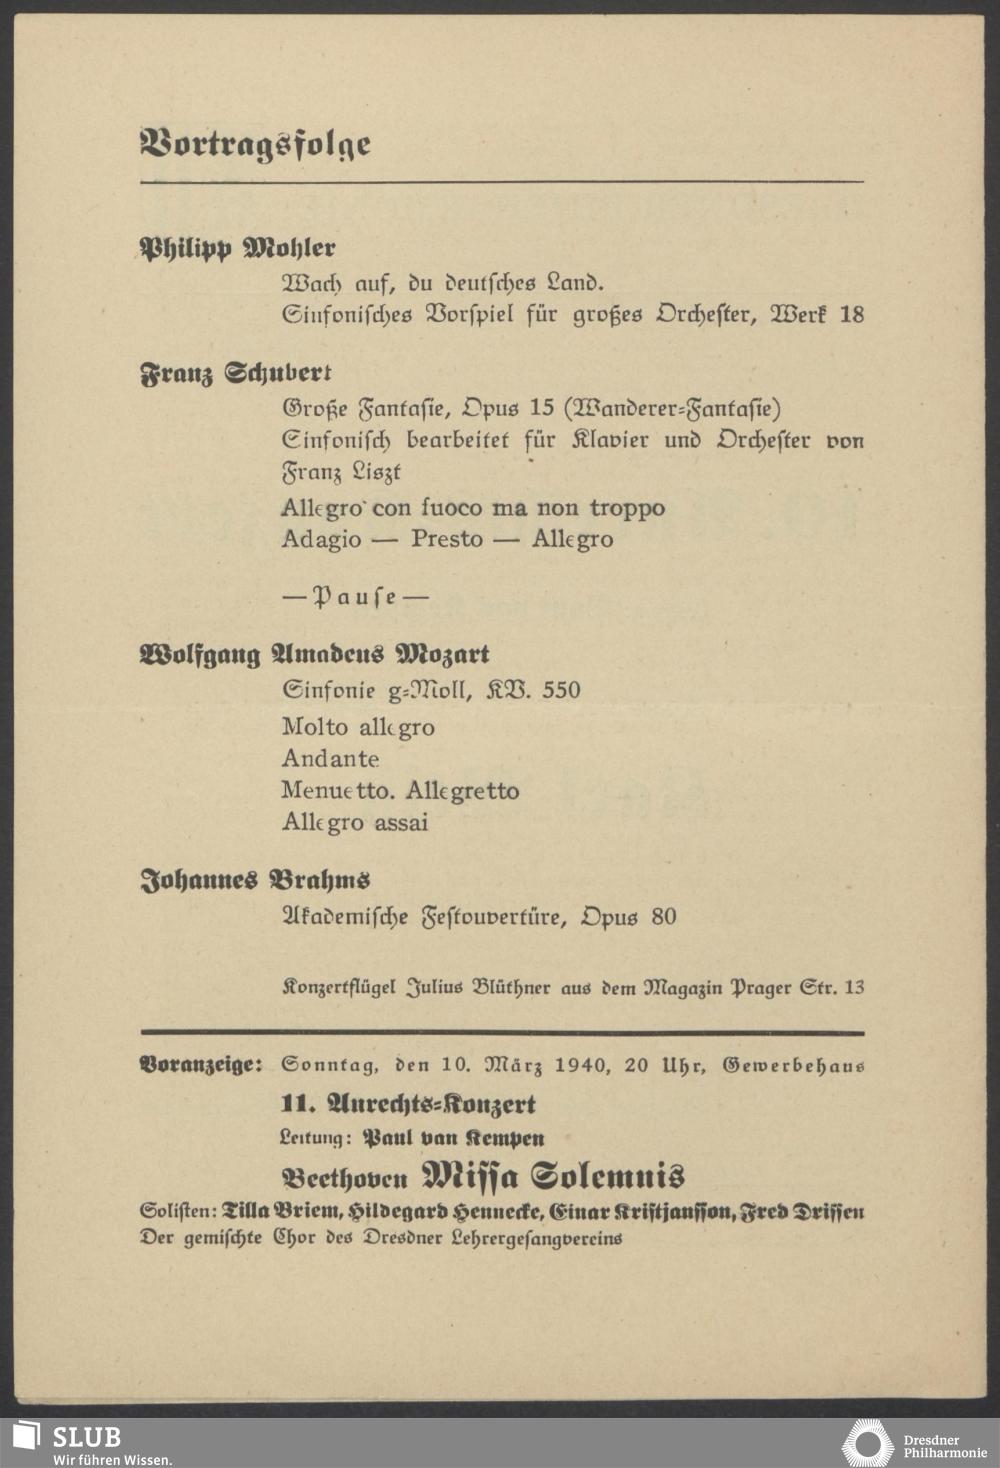 Vortragsfolge
Philipp Mohler
Wach auf, du deutsches Land.
Sinfonisches Vorspiel für großes Orchester, Werk 18
Franz Schubert
Große Fantasie, Opus 15 (Wanderer-Fantasie)
Sinfonisch bearbeitet für Klavier und Orchester von
Franz Liszt
Allegro con fuoco ma non troppo
Adagio — Presto — Allegro
— Pause —
Wolfgang Amadeus Mozart
Sinfonie g-Moll, KV. 550
Molto allegro
Andante
Menuetto. Allegretto
Allegro assai
Johannes Brahms
Akademische Festouvertüre, Opus 80
Konzertflügel Julius Blüthner aus dem Magazin Prager Str. 13
Voranzeige: Sonntag, den 10. März 1940, 20 Uhr, Gewerbehaus
11. Anrechts-Konzert
Leitung: Paul van Kempen
Beethoven Missa Solemnis
Solisten: Tilla Briem, Hildegard Hennecke, Einar Kristjansson, Fred Drissen
Der gemischte Chor des Dresdner Lehrergesangvereins
SLUB
Wir führen Wissen.
Dresdner
Philharmonie